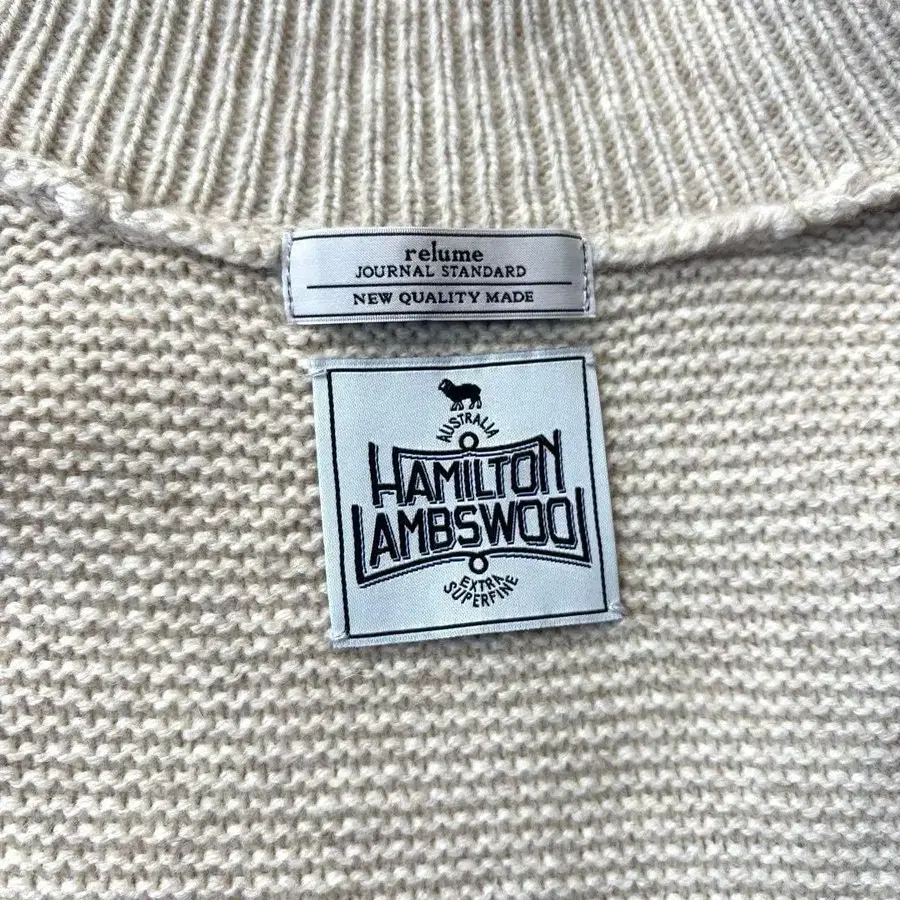 relume
JOURNAL STANDARD
NEW QUALITY MADE
AUSTRALIA
HAMILTON
LAMBSWOOL
EXTRA
SUPERFINE